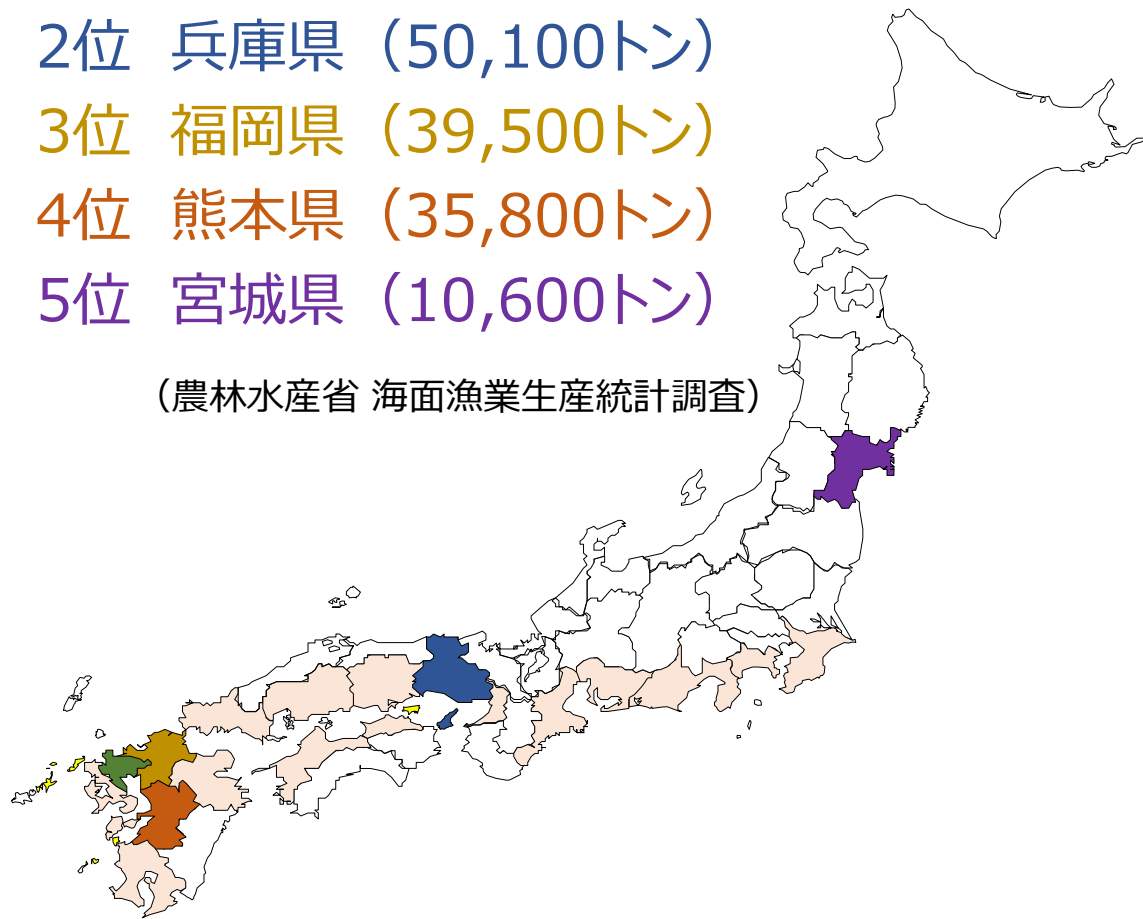 2位　兵庫県（50,100トン）
3位　福岡県（39,500トン）
4位　熊本県（35,800トン）
5位　宮城県（10,600トン）
（農林水産省 海面漁業生産統計調査）